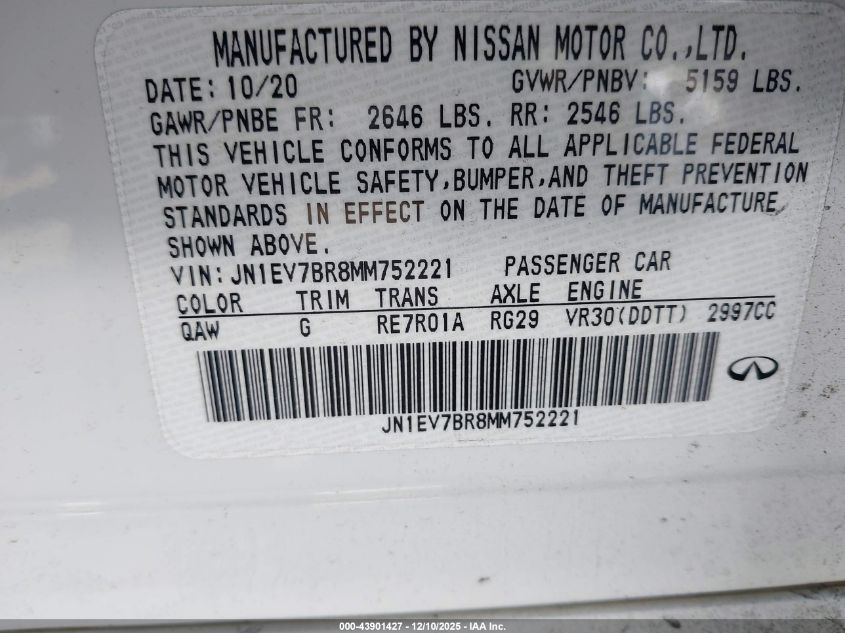 MANUFACTURED BY NISSAN MOTOR CO.,LTD.
DATE: 10/20 GVWR/PNBV: 5159 LBS.
GAWR/PNBE FR: 2646 LBS. RR: 2546 LBS.
THIS VEHICLE CONFORMS TO ALL APPLICABLE FEDERAL
MOTOR VEHICLE SAFETY,BUMPER,AND THEFT PREVENTION
STANDARDS IN EFFECT ON THE DATE OF MANUFACTURE
SHOWN ABOVE.
VIN: JN1EV7BR8MM752221 PASSENGER CAR
COLOR TRIM TRANS AXLE ENGINE
QAW G RE7R01A RG29 VR30(DDTT) 2997CC
JN1EV7BR8MM752221
000-43901427 - 12/10/2025 - IAA Inc.